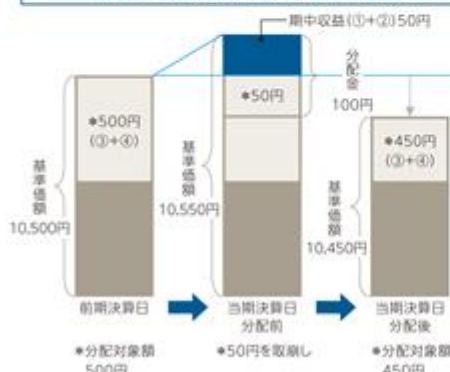 期中収益(①+②)50円
*500
(③+④)
*50円
分配金
100円
*450円
(③+④)
基準価額
10,500円
基準価額
10,550円
基準価額
10,450円
前期決算日
当期決算日
分配前
当期決算日
分配後
*分配対象額
500円
*50円を取崩し
*分配対象額
450円